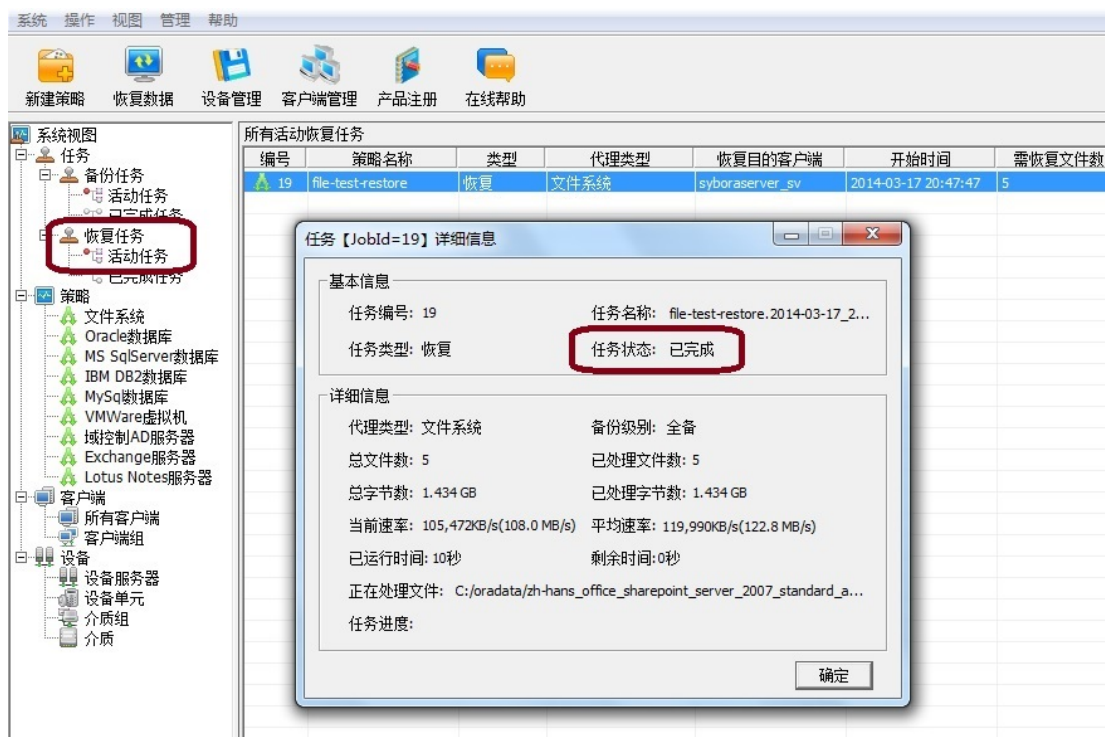 系统 操作 视图 管理 帮助
新建策略 恢复数据 设备管理 客户端管理 产品注册 在线帮助
系统视图
任务
备份任务
活动任务
已完成任务
恢复任务
活动任务
已完成任务
策略
文件系统
Oracle数据库
MS SqlServer数据库
IBM DB2数据库
MySql数据库
VMWare虚拟机
域控制AD服务器
Exchange服务器
Lotus Notes服务器
客户端
所有客户端
客户端组
设备
设备服务器
设备单元
介质组
介质
所有活动恢复任务
编号 策略名称 类型 代理类型 恢复目的客户端 开始时间 需恢复文件数
19 file-test-restore 恢复 文件系统 syboraserver_sv 2014-03-17 20:47:47 5
任务【JobId=19】详细信息
基本信息
任务编号: 19 任务名称: file-test-restore.2014-03-17_2...
任务类型: 恢复 任务状态: 已完成
详细信息
代理类型: 文件系统 备份级别: 全备
总文件数: 5 已处理文件数: 5
总字节数: 1.434 GB 已处理字节数: 1.434 GB
当前速率: 105,472KB/s(108.0 MB/s) 平均速率: 119,990KB/s(122.8 MB/s)
已运行时间: 10秒 剩余时间:0秒
正在处理文件: C:/oradata/zh-hans_office_sharepoint_server_2007_standard_a...
任务进度:
确定